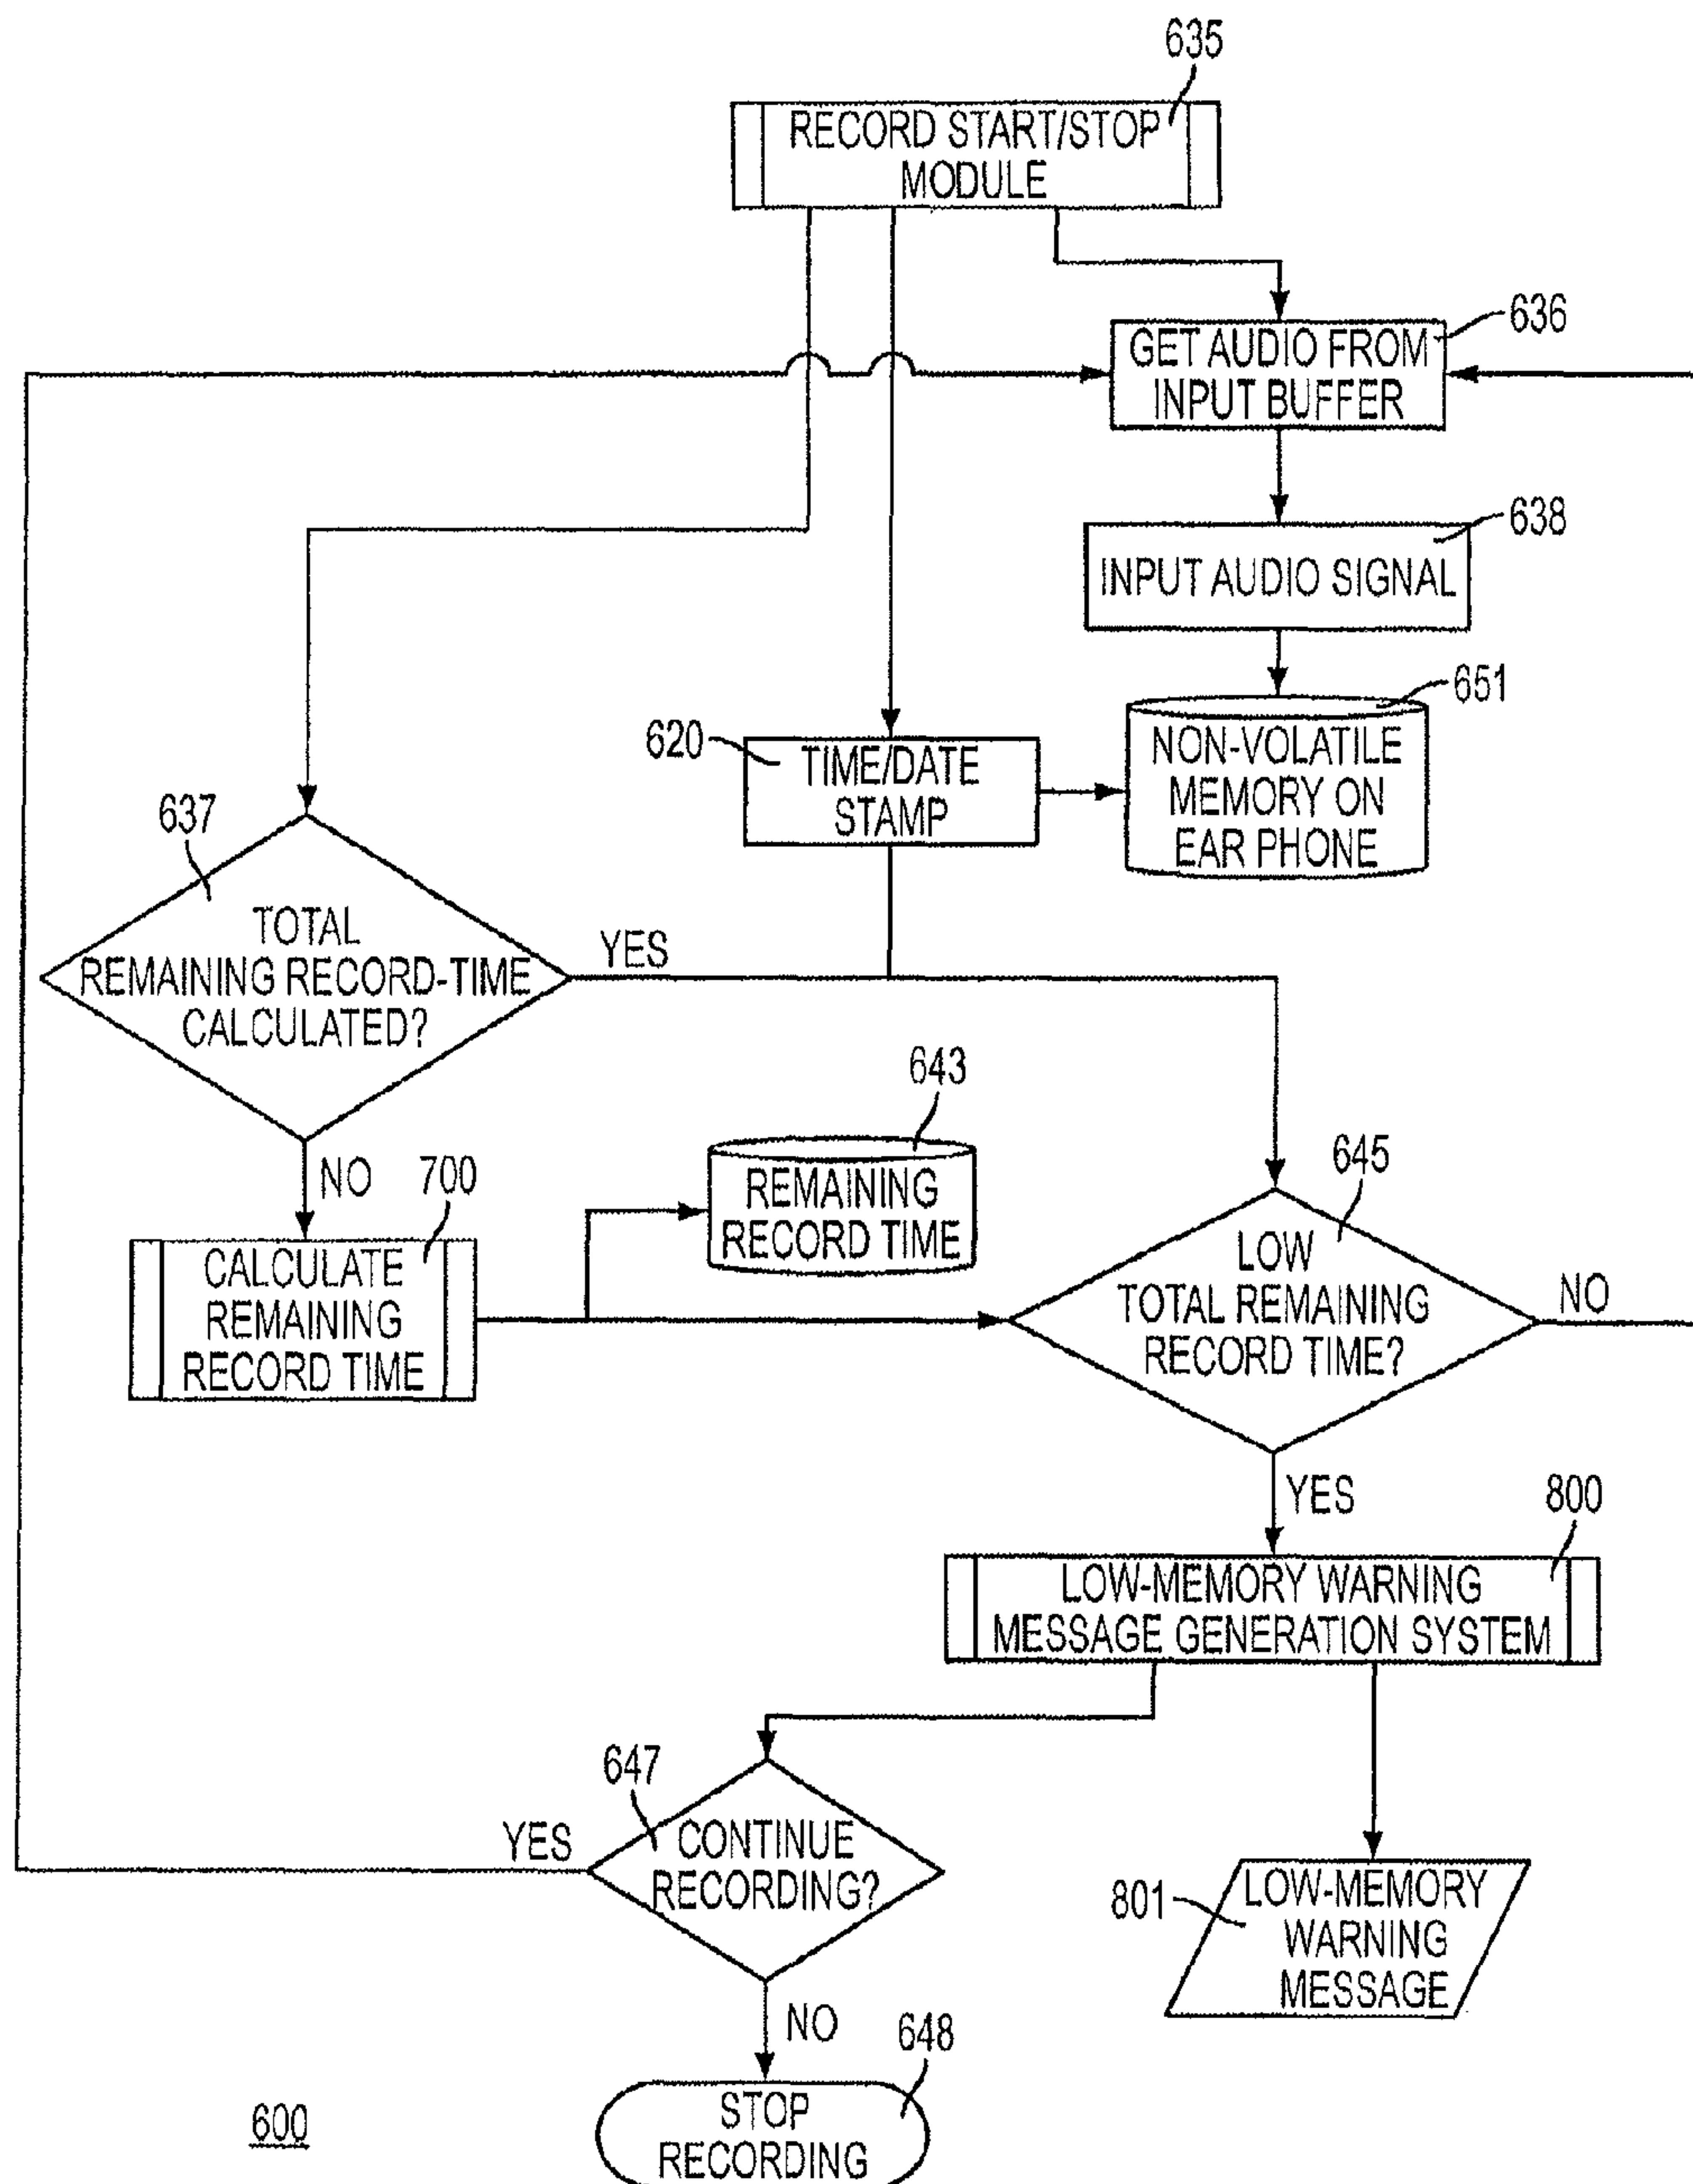 635
RECORD START/STOP
MODULE
636
GET AUDIO FROM
INPUT BUFFER
638
INPUT AUDIO SIGNAL
651
NON-VOLATILE
MEMORY ON
EAR PHONE
620
TIME/DATE
STAMP
637
TOTAL
REMAINING RECORD-TIME
CALCULATED?
YES
NO
643
REMAINING
RECORD TIME
700
CALCULATE
REMAINING
RECORD TIME
645
LOW
TOTAL REMAINING
RECORD TIME?
NO
YES
800
LOW-MEMORY WARNING
MESSAGE GENERATION SYSTEM
647
CONTINUE
RECORDING?
YES
NO
801
LOW-MEMORY
WARNING
MESSAGE
648
STOP
RECORDING
600